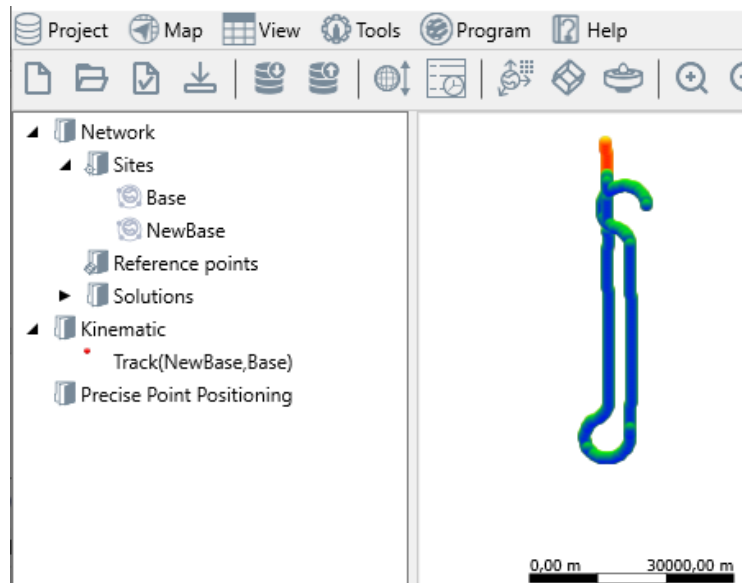 Project Map View Tools Program Help
Network
Sites
Base
NewBase
Reference points
Solutions
Kinematic
Track(NewBase,Base)
Precise Point Positioning
0,00 m 30000,00 m